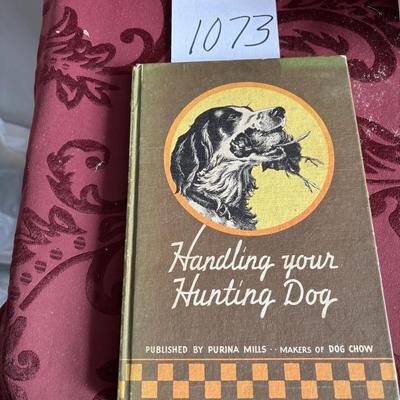 1073
Handling your
Hunting Dog
PUBLISHED BY PURINA MILLS ·· MAKERS OF DOG CHOW